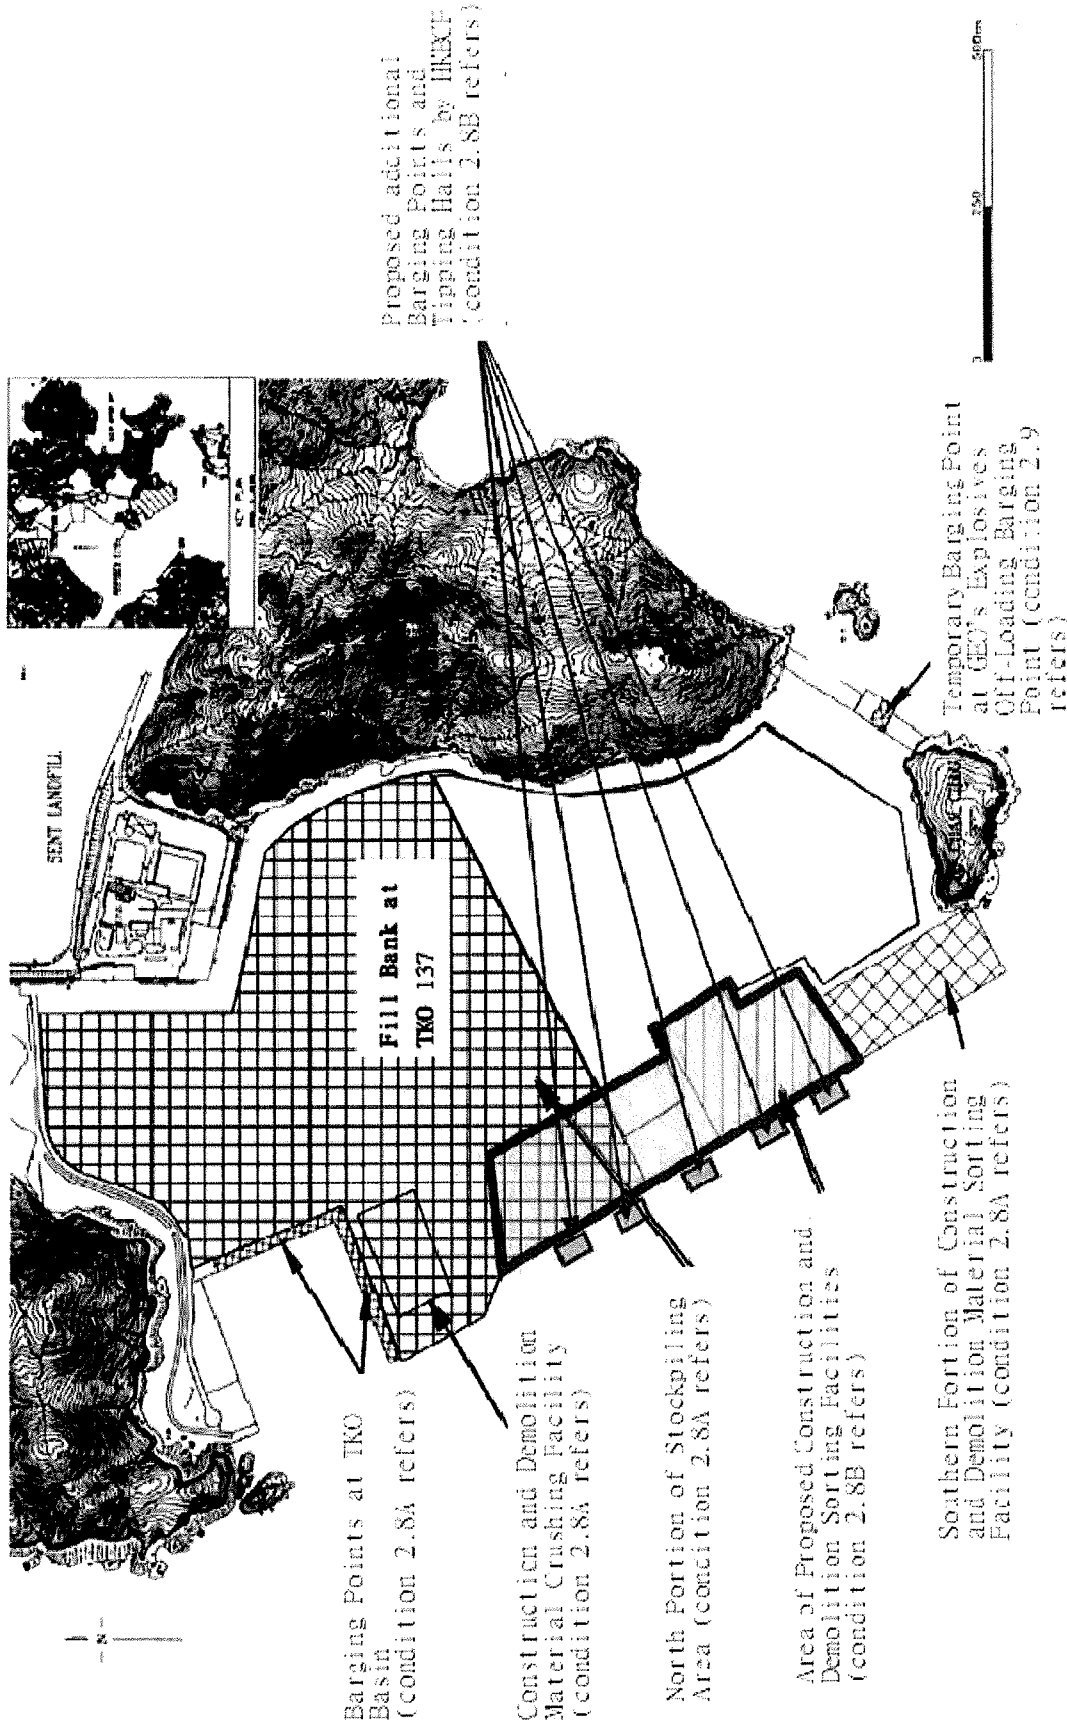 Proposed additional
Barging Points and
Tipping Halls by HKBCF
(condition 2.8B refers)
0 250 500m
SENT LANDFILL
KEY PLAN
Fill Bank at
TKO 137
N
Barging Points at TKO
Basin
(condition 2.8A refers)
Construction and Demolition
Material Crushing Facility
(condition 2.8A refers)
North Portion of Stockpiling
Area (condition 2.8A refers)
Area of Proposed Construction and
Demolition Sorting Facilities
(condition 2.8B refers)
Southern Portion of Construction
and Demolition Material Sorting
Facility (condition 2.8A refers)
Temporary Barging Point
at GEO's Explosives
Off-Loading Barging
Point (condition 2.9
refers)